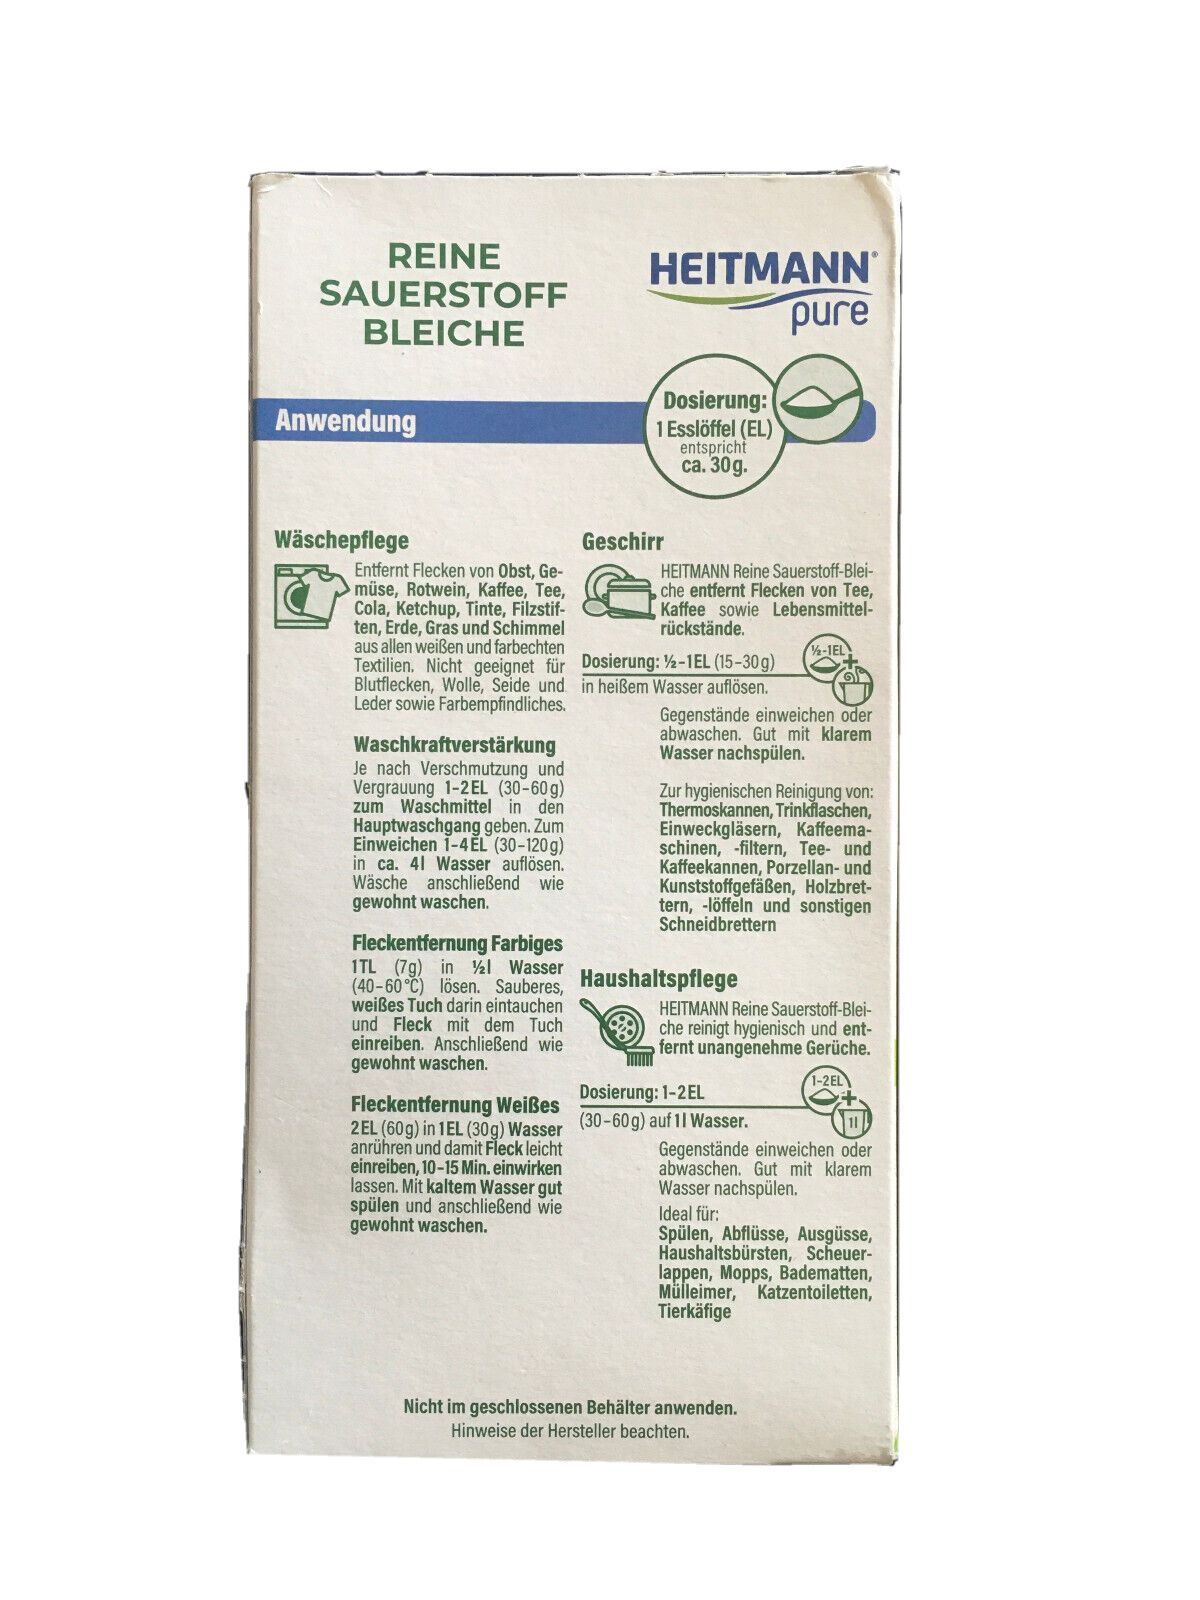 REINE
SAUERSTOFF
BLEICHE
HEITMANN®
pure
Anwendung
Dosierung:
1 Esslöffel (EL)
entspricht
ca. 30g.
Wäschepflege
Entfernt Flecken von Obst, Ge-
müse, Rotwein, Kaffee, Tee,
Cola, Ketchup, Tinte, Filzstif-
ten, Erde, Gras und Schimmel
aus allen weißen und farbechten
Textilien. Nicht geeignet für
Blutflecken, Wolle, Seide und
Leder sowie Farbempfindliches.
Waschkraftverstärkung
Je nach Verschmutzung und
Vergrauung 1-2EL (30-60g)
zum Waschmittel in den
Hauptwaschgang geben. Zum
Einweichen 1-4EL (30-120g)
in ca. 4l Wasser auflösen.
Wäsche anschließend wie
gewohnt waschen.
Fleckentfernung Farbiges
1TL (7g) in ½l Wasser
(40-60°C) lösen. Sauberes,
weißes Tuch darin eintauchen
und Fleck mit dem Tuch
einreiben. Anschließend wie
gewohnt waschen.
Fleckentfernung Weißes
2EL (60g) in 1EL (30g) Wasser
anrühren und damit Fleck leicht
einreiben, 10-15 Min. einwirken
lassen. Mit kaltem Wasser gut
spülen und anschließend wie
gewohnt waschen.
Geschirr
HEITMANN Reine Sauerstoff-Blei-
che entfernt Flecken von Tee,
Kaffee sowie Lebensmittel-
rückstände.
Dosierung: ½-1EL (15-30g)
in heißem Wasser auflösen.
½-1EL
+
Gegenstände einweichen oder
abwaschen. Gut mit klarem
Wasser nachspülen.
Zur hygienischen Reinigung von:
Thermoskannen, Trinkflaschen,
Einweckgläsern, Kaffeema-
schinen, -filtern, Tee- und
Kaffeekannen, Porzellan- und
Kunststoffgefäßen, Holzbret-
tern, -löffeln und sonstigen
Schneidbrettern
Haushaltspflege
HEITMANN Reine Sauerstoff-Blei-
che reinigt hygienisch und ent-
fernt unangenehme Gerüche.
Dosierung: 1-2EL
(30-60g) auf 1l Wasser.
1-2EL
+
1l
Gegenstände einweichen oder
abwaschen. Gut mit klarem
Wasser nachspülen.
Ideal für:
Spülen, Abflüsse, Ausgüsse,
Haushaltsbürsten, Scheuer-
lappen, Mopps, Badematten,
Mülleimer, Katzentoiletten,
Tierkäfige
Nicht im geschlossenen Behälter anwenden.
Hinweise der Hersteller beachten.